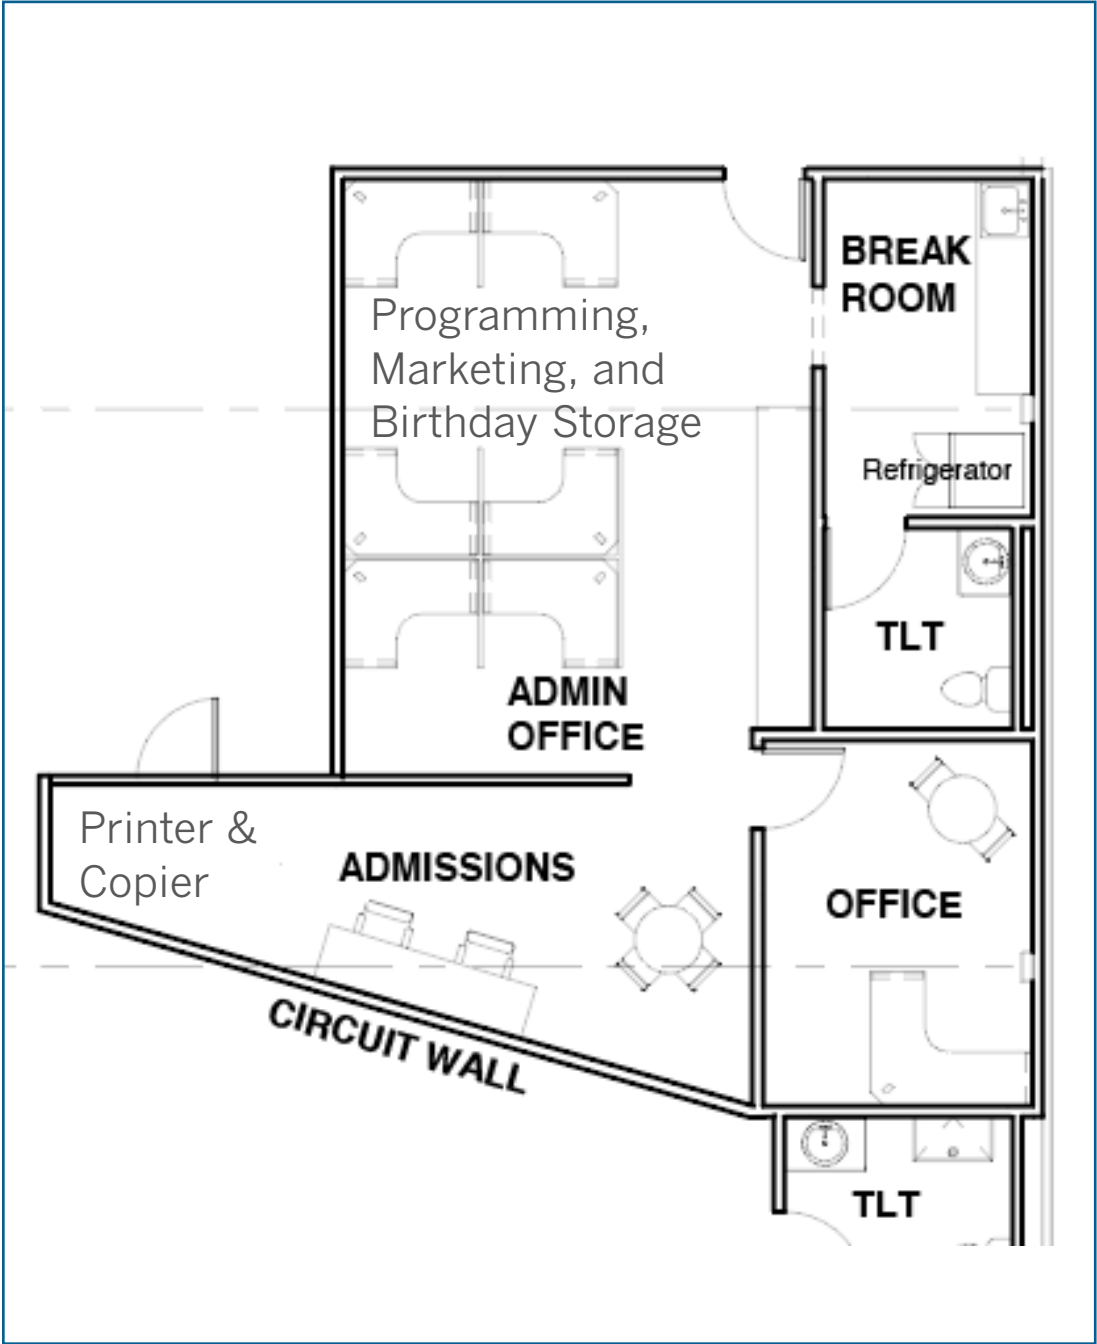 BREAK
ROOM
Programming,
Marketing, and
Birthday Storage
Refrigerator
TLT
ADMIN
OFFICE
Printer &
Copier
ADMISSIONS
OFFICE
CIRCUIT WALL
TLT